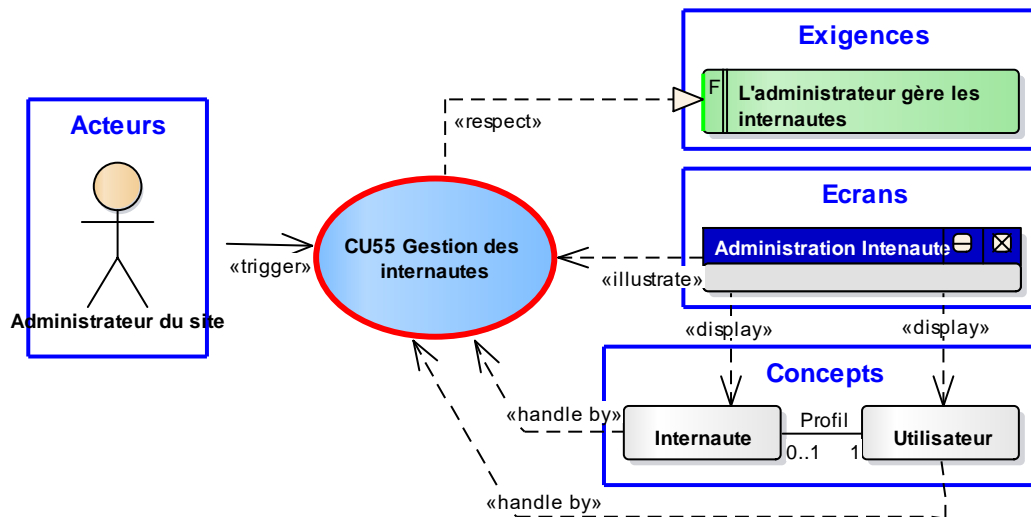 Exigences
F
L'administrateur gère les
internautes
Acteurs
«respect»
Ecrans
CU55 Gestion des
internautes
Administration Intenaute
«trigger»
«illustrate»
Administrateur du site
«display»
«display»
Concepts
«handle by»
Internaute
Profil
Utilisateur
0..1
1
«handle by»